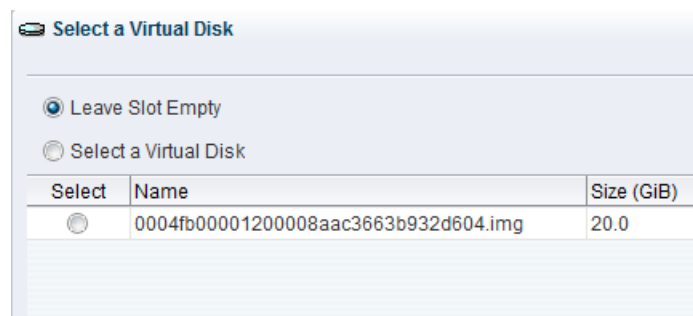 Select a Virtual Disk
Leave Slot Empty
Select a Virtual Disk
Select Name Size (GiB)
0004fb00001200008aac3663b932d604.img 20.0